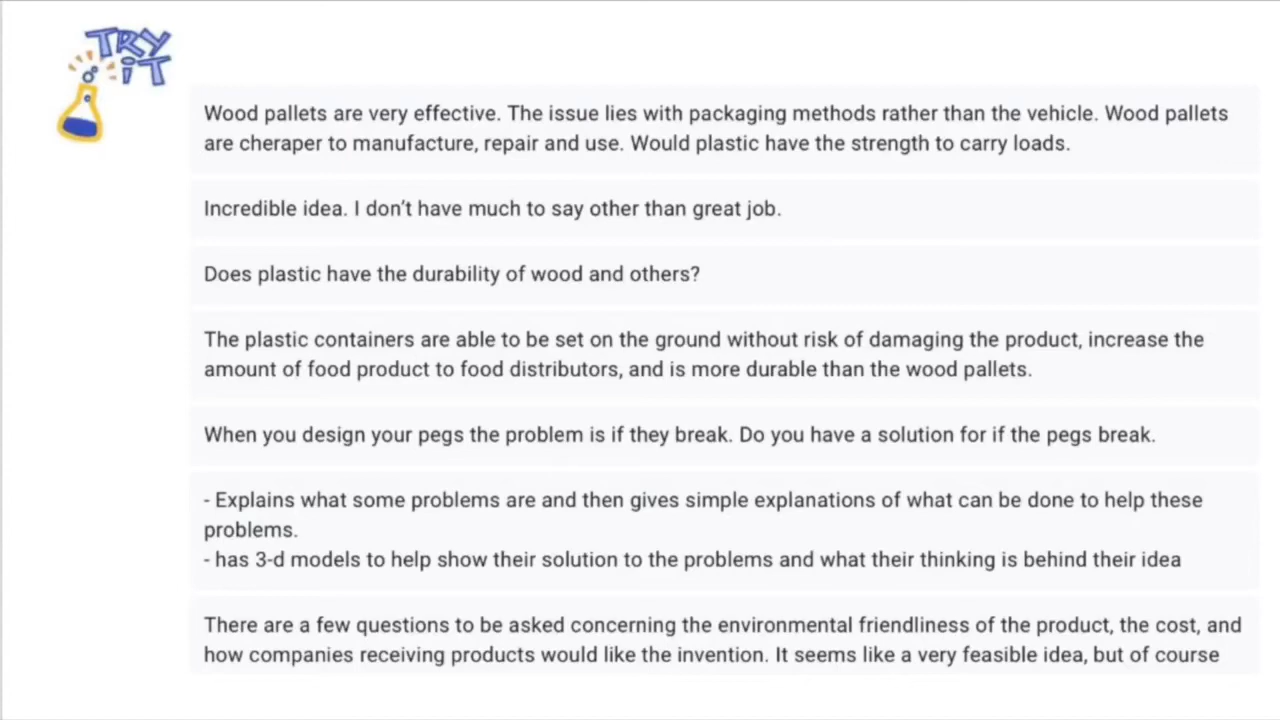 TRY
iT
Wood pallets are very effective. The issue lies with packaging methods rather than the vehicle. Wood pallets
are cheraper to manufacture, repair and use. Would plastic have the strength to carry loads.
Incredible idea. I don't have much to say other than great job.
Does plastic have the durability of wood and others?
The plastic containers are able to be set on the ground without risk of damaging the product, increase the
amount of food product to food distributors, and is more durable than the wood pallets.
When you design your pegs the problem is if they break. Do you have a solution for if the pegs break.
- Explains what some problems are and then gives simple explanations of what can be done to help these
problems.
- has 3-d models to help show their solution to the problems and what their thinking is behind their idea
There are a few questions to be asked concerning the environmental friendliness of the product, the cost, and
how companies receiving products would like the invention. It seems like a very feasible idea, but of course